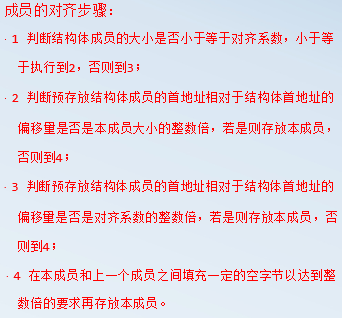 成员的对齐步骤：
· 1 判断结构体成员的大小是否小于等于对齐系数，小于等
于执行到2，否则到3；
· 2 判断预存放结构体成员的首地址相对于结构体首地址的
偏移量是否是本成员大小的整数倍，若是则存放本成员，
否则到4；
· 3 判断预存放结构体成员的首地址相对于结构体首地址的
偏移量是否是对齐系数的整数倍，若是则存放本成员，否
则到4；
· 4 在本成员和上一个成员之间填充一定的空字节以达到整
数倍的要求再存放本成员。